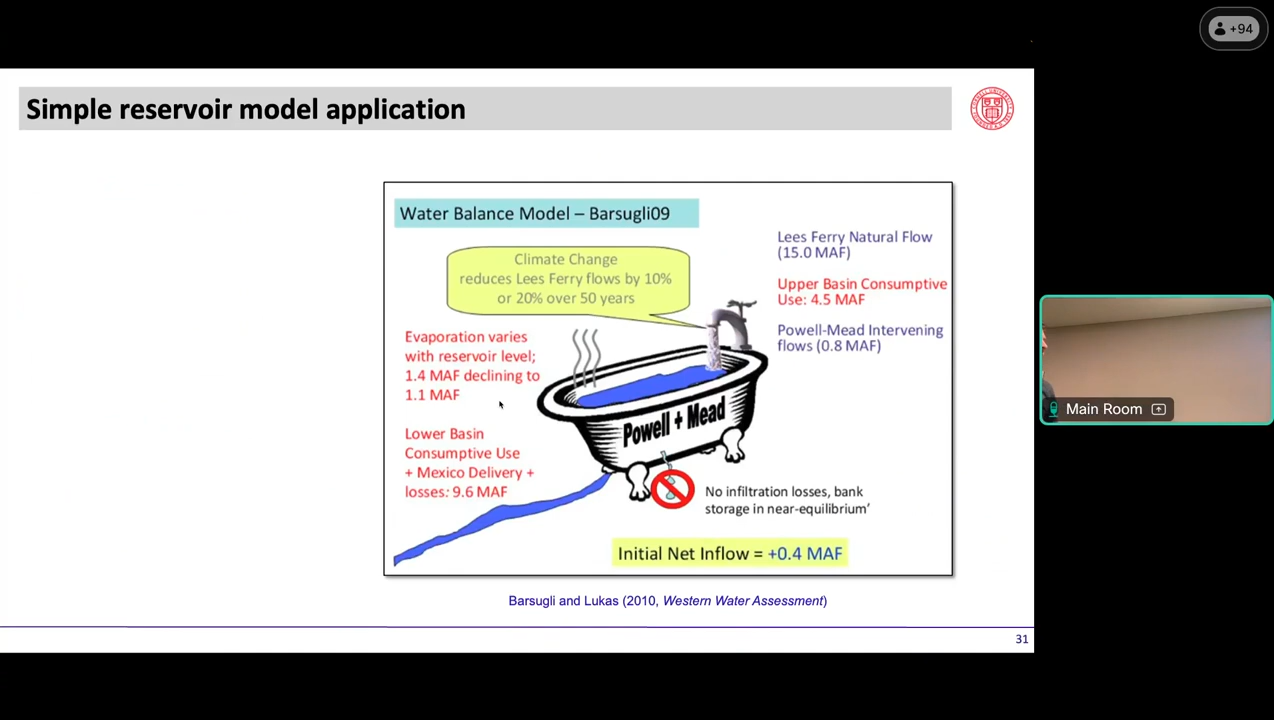 +94
Simple reservoir model application
Water Balance Model – Barsugli09
Climate Change
reduces Lees Ferry flows by 10%
or 20% over 50 years
Lees Ferry Natural Flow
(15.0 MAF)
Upper Basin Consumptive
Use: 4.5 MAF
Powell-Mead Intervening
flows (0.8 MAF)
Evaporation varies
with reservoir level;
1.4 MAF declining to
1.1 MAF
Powell + Mead
Lower Basin
Consumptive Use
+ Mexico Delivery +
losses: 9.6 MAF
No infiltration losses, bank
storage in near-equilibrium’
Initial Net Inflow = +0.4 MAF
Barsugli and Lukas (2010, Western Water Assessment)
31
Main Room